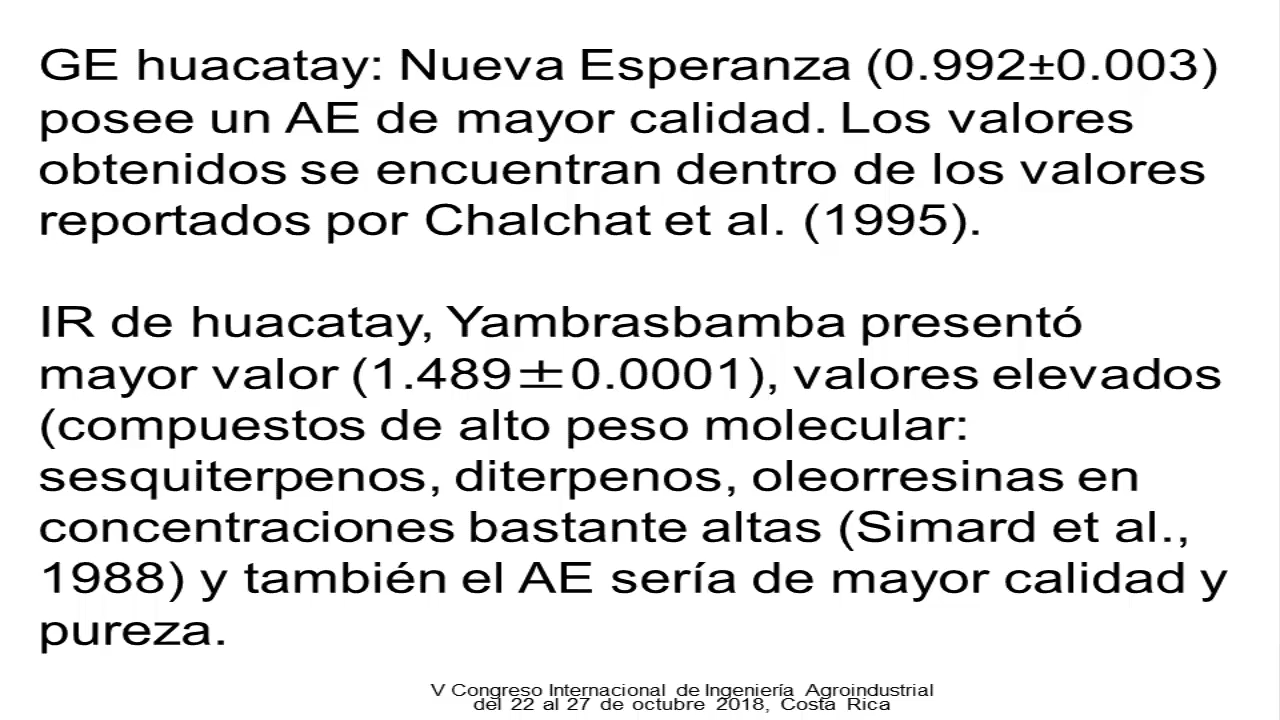 GE huacatay: Nueva Esperanza (0.992±0.003)
posee un AE de mayor calidad. Los valores
obtenidos se encuentran dentro de los valores
reportados por Chalchat et al. (1995).
IR de huacatay, Yambrasbamba presentó
mayor valor (1.489±0.0001), valores elevados
(compuestos de alto peso molecular:
sesquiterpenos, diterpenos, oleorresinas en
concentraciones bastante altas (Simard et al.,
1988) y también el AE sería de mayor calidad y
pureza.
V Congreso Internacional de Ingeniería Agroindustrial
del 22 al 27 de octubre 2018, Costa Rica